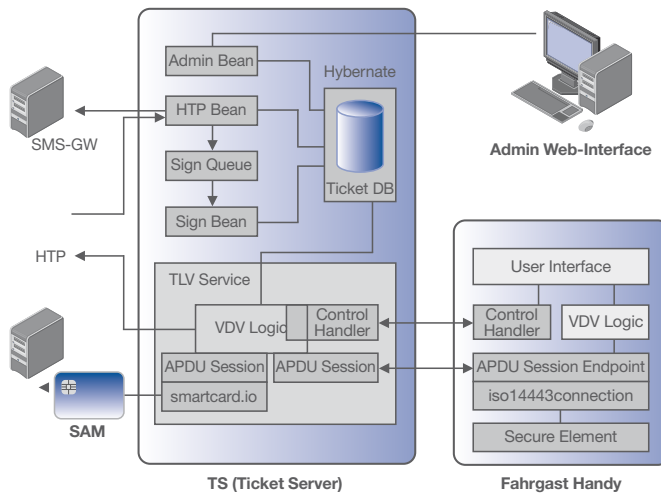 Admin Bean
Hybernate
HTP Bean
SMS-GW
Admin Web-Interface
Sign Queue
Ticket DB
Sign Bean
HTP
User Interface
TLV Service
VDV Logic
Control
Handler
Control
Handler
VDV Logic
APDU Session
APDU Session
APDU Session Endpoint
smartcard.io
iso14443connection
SAM
Secure Element
TS (Ticket Server)
Fahrgast Handy